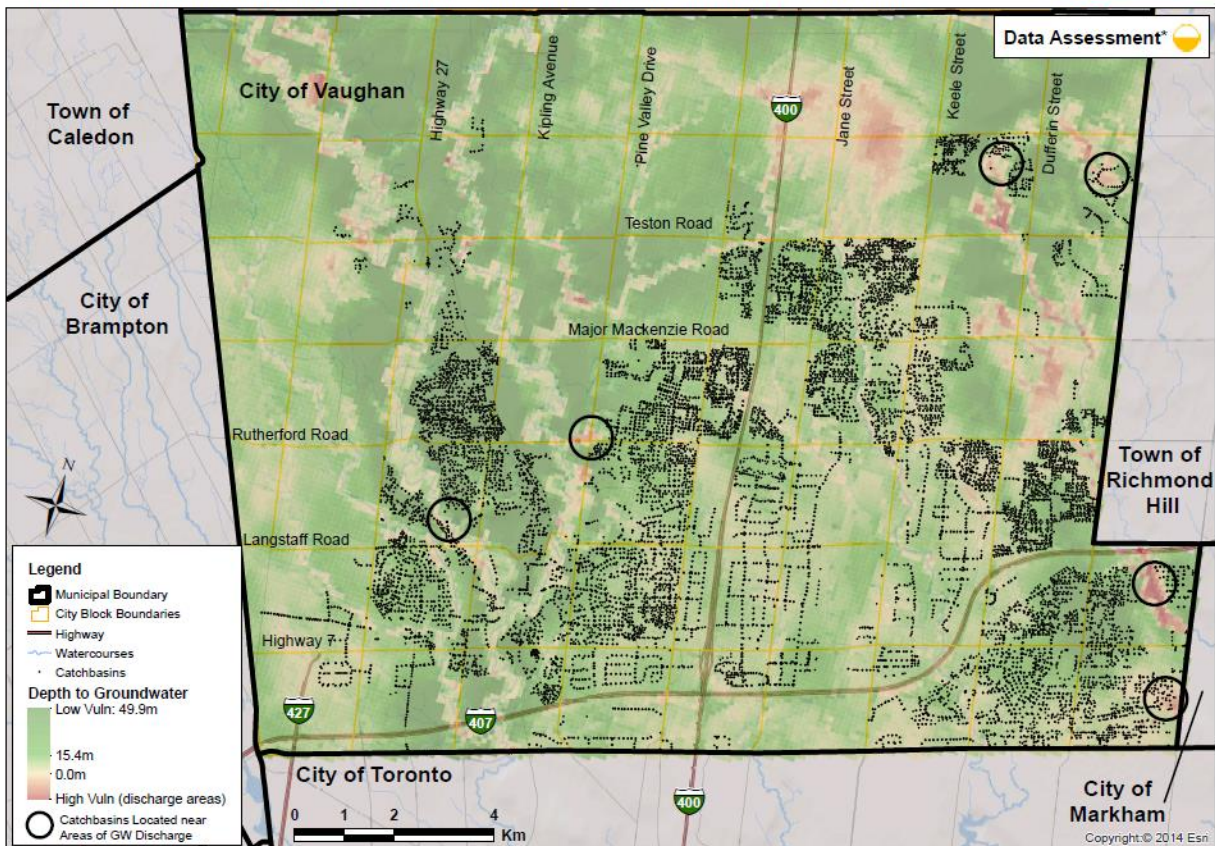 Data Assessment*
City of Vaughan
Town of
Caledon
Highway 27
Kipling Avenue
Pine Valley Drive
400
Jane Street
Keele Street
Dufferin Street
Teston Road
City of
Brampton
Major Mackenzie Road
Rutherford Road
N
Town of
Richmond
Hill
Langstaff Road
Legend
Municipal Boundary
City Block Boundaries
Highway
Watercourses
Catchbasins
Depth to Groundwater
Low Vuln: 49.9m
15.4m
0.0m
High Vuln (discharge areas)
Catchbasins Located near
Areas of GW Discharge
Highway 7
427
407
City of Toronto
400
0 1 2 4
Km
City of
Markham
Copyright:© 2014 Esri